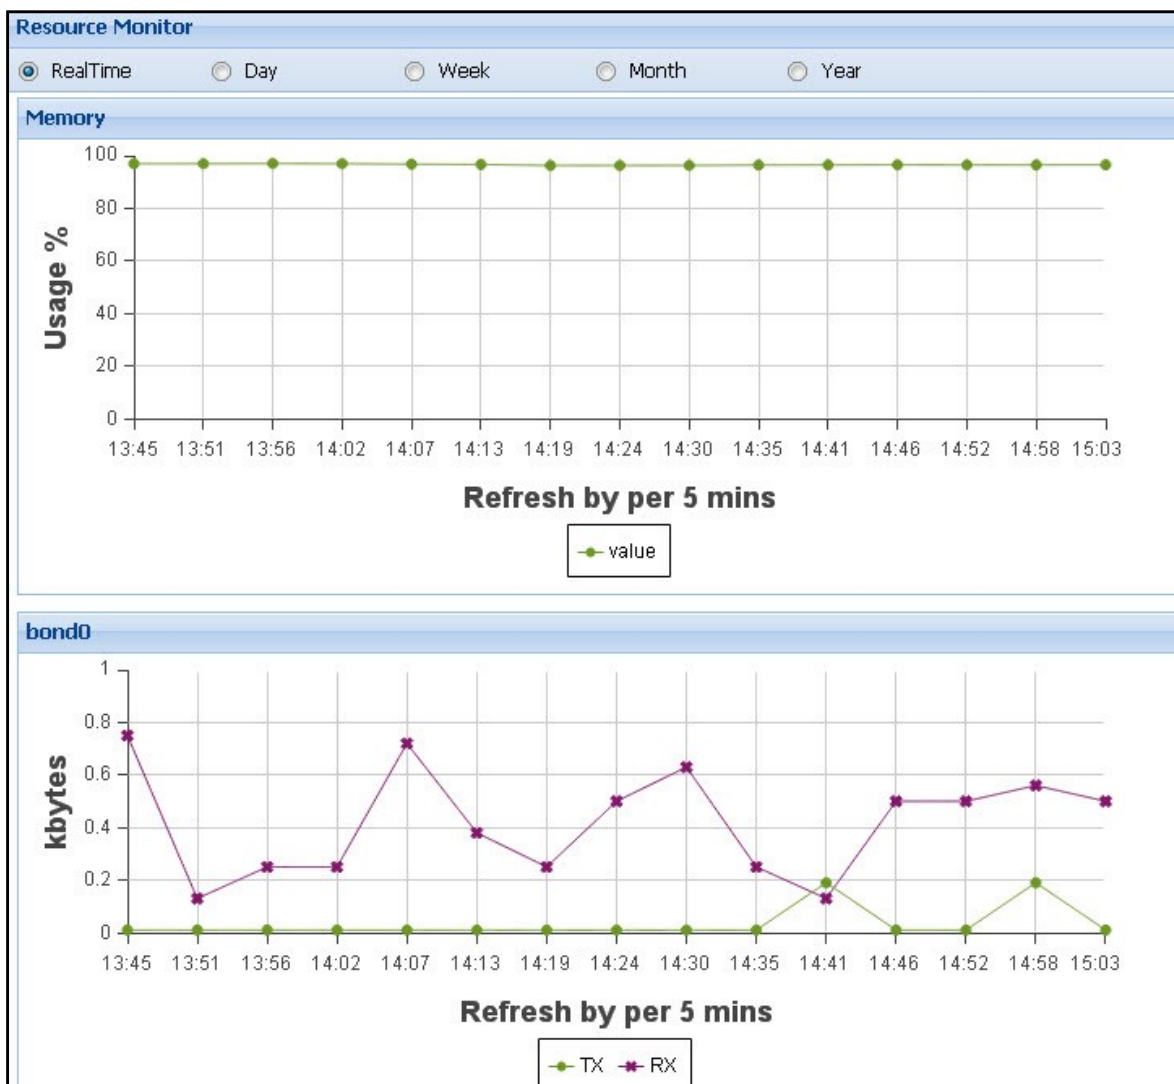 Resource Monitor
RealTime Day Week Month Year
Memory
100
80
60
40
20
0
Usage %
13:45 13:51 13:56 14:02 14:07 14:13 14:19 14:24 14:30 14:35 14:41 14:46 14:52 14:58 15:03
Refresh by per 5 mins
value
bond0
1
0.8
0.6
0.4
0.2
0
kbytes
13:45 13:51 13:56 14:02 14:07 14:13 14:19 14:24 14:30 14:35 14:41 14:46 14:52 14:58 15:03
Refresh by per 5 mins
TX RX